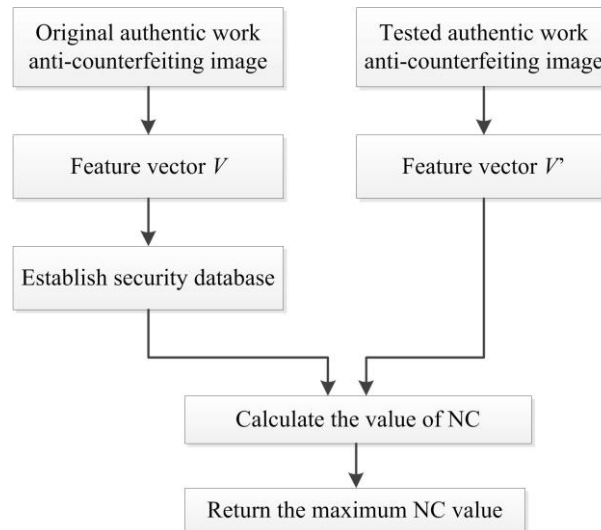 Original authentic work
anti-counterfeiting image
Tested authentic work
anti-counterfeiting image
Feature vector V
Feature vector V'
Establish security database
Calculate the value of NC
Return the maximum NC value